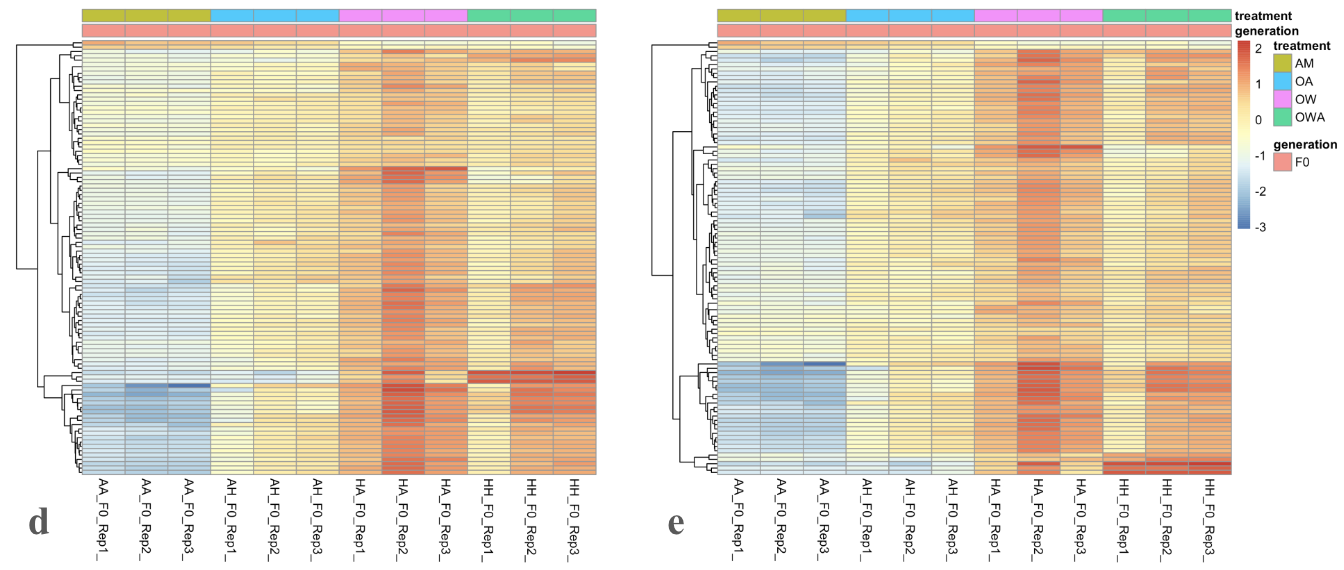 treatment
generation
2
1
0
-1
-2
-3
treatment
AM
OA
OW
OWA
generation
F0
AA_F0_Rep1_
AA_F0_Rep2_
AA_F0_Rep3_
AH_F0_Rep1_
AH_F0_Rep2_
AH_F0_Rep3_
HA_F0_Rep1_
HA_F0_Rep2_
HA_F0_Rep3_
HH_F0_Rep1_
HH_F0_Rep2_
HH_F0_Rep3_
d
AA_F0_Rep1_
AA_F0_Rep2_
AA_F0_Rep3_
AH_F0_Rep1_
AH_F0_Rep2_
AH_F0_Rep3_
HA_F0_Rep1_
HA_F0_Rep2_
HA_F0_Rep3_
HH_F0_Rep1_
HH_F0_Rep2_
HH_F0_Rep3_
e